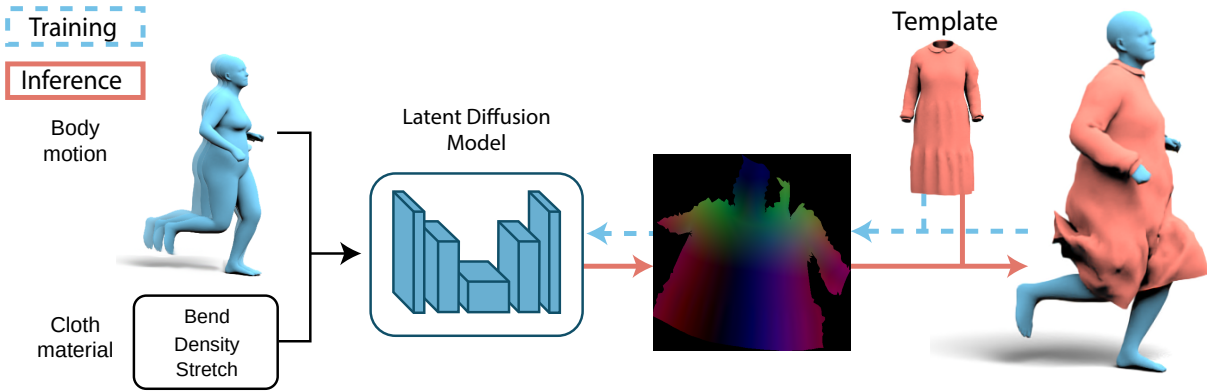 Training
Inference
Body
motion
Cloth
material
Bend
Density
Stretch
Latent Diffusion
Model
Template